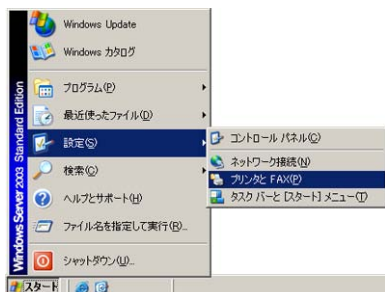 Windows Update
Windows カタログ
プログラム(P)
最近使ったファイル(D)
設定(S)
検索(C)
ヘルプとサポート(H)
ファイル名を指定して実行(R)...
シャットダウン(U)...
Windows Server 2003 Standard Edition
コントロール パネル(C)
ネットワーク接続(N)
プリンタと FAX(P)
タスク バーと [スタート] メニュー(T)
スタート